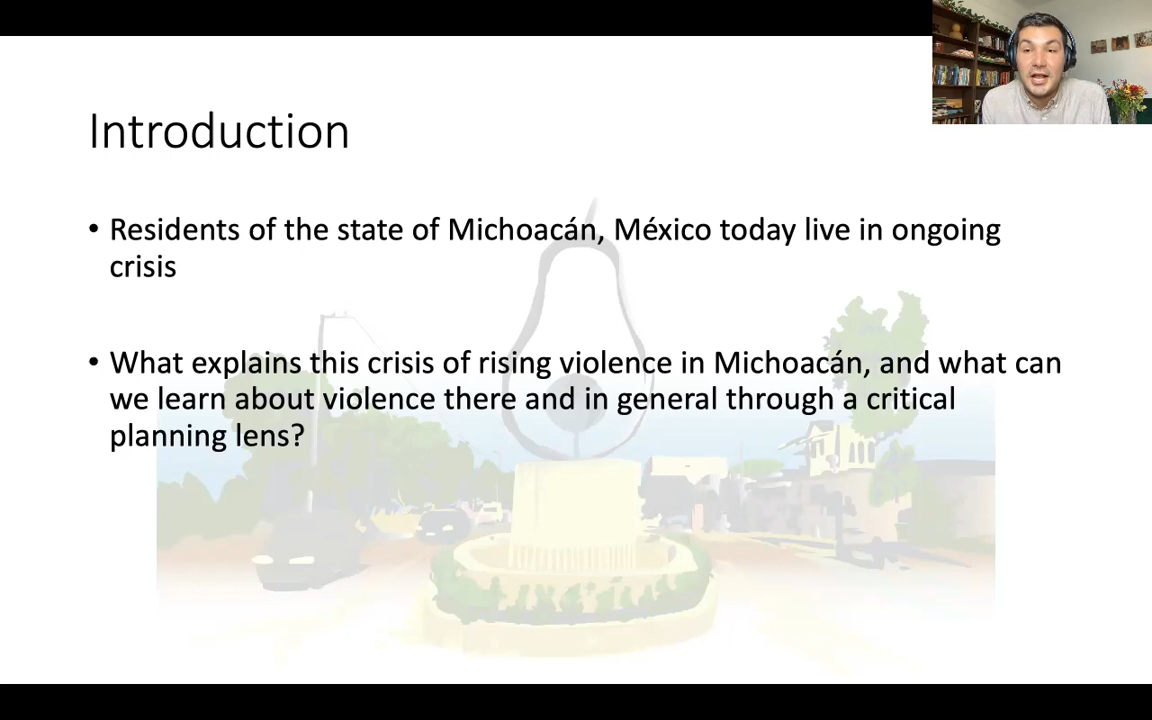 Introduction
• Residents of the state of Michoacán, México today live in ongoing
crisis
• What explains this crisis of rising violence in Michoacán, and what can
we learn about violence there and in general through a critical
planning lens?